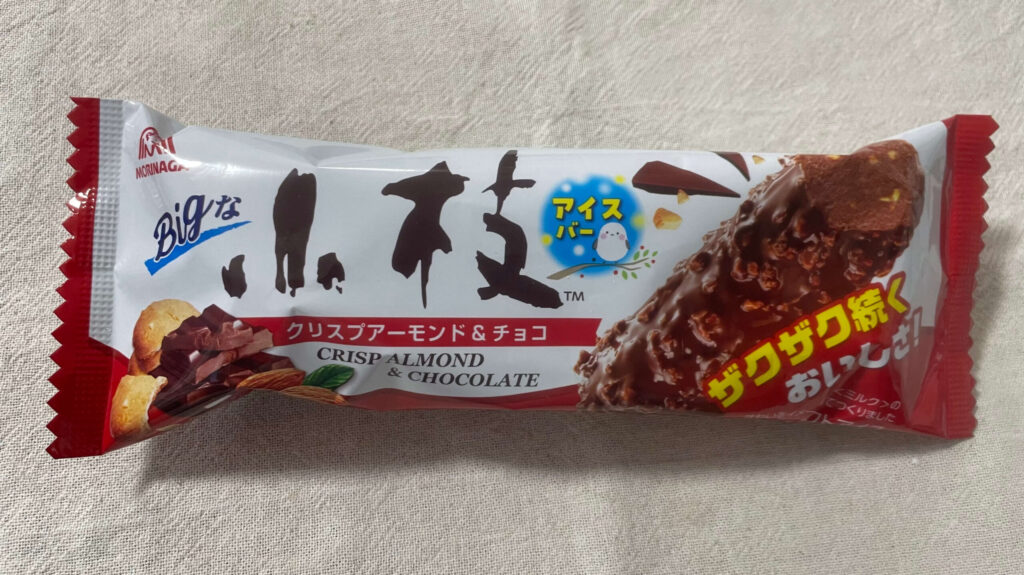 MORINAGA
Bigな
小枝
TM
アイス
バー
クリスプアーモンド&チョコ
CRISP ALMOND
& CHOCOLATE
ザクザク続く
おいしさ!